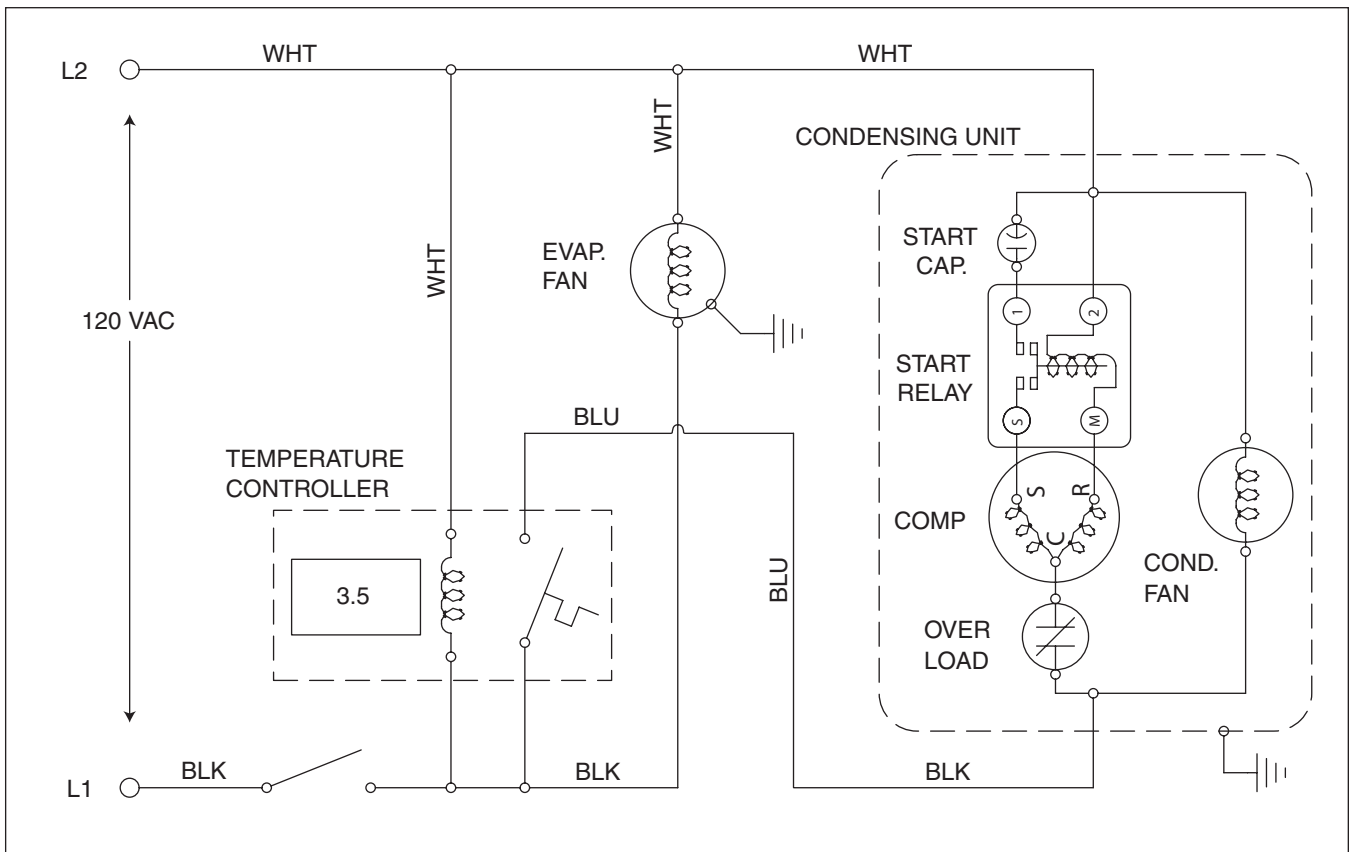 L2
WHT
WHT
WHT
WHT
120 VAC
EVAP.
FAN
CONDENSING UNIT
START
CAP.
1
2
START
RELAY
S
M
BLU
TEMPERATURE
CONTROLLER
3.5
BLU
COMP
S
R
C
COND.
FAN
OVER
LOAD
L1
BLK
BLK
BLK